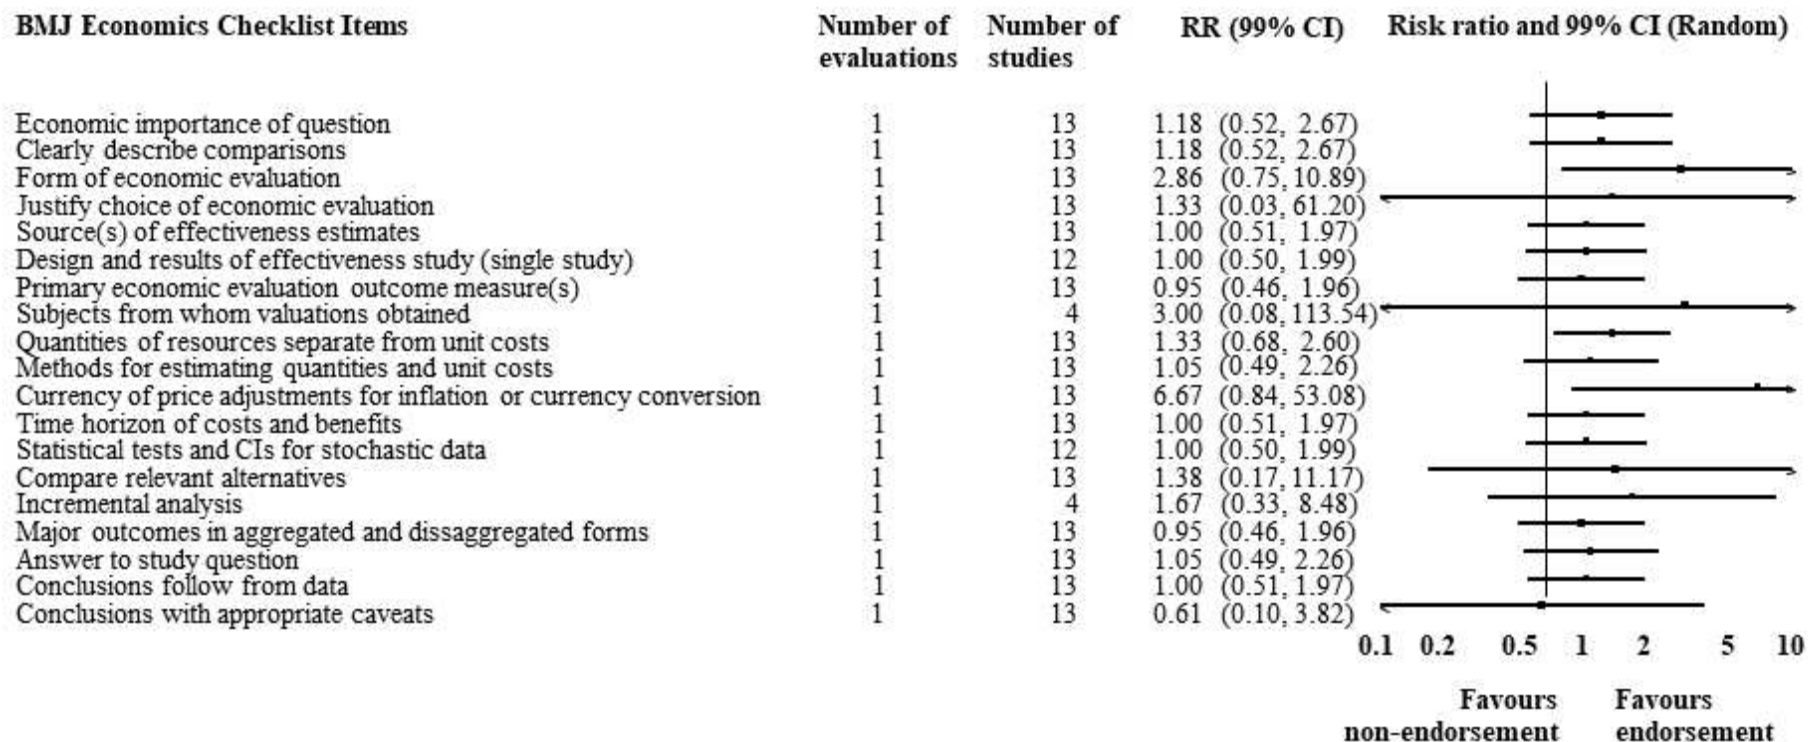 BMJ Economics Checklist Items Number of evaluations Number of studies RR (99% CI) Risk ratio and 99% CI (Random)
Economic importance of question 1 13 1.18 (0.52, 2.67)
Clearly describe comparisons 1 13 1.18 (0.52, 2.67)
Form of economic evaluation 1 13 2.86 (0.75, 10.89)
Justify choice of economic evaluation 1 13 1.33 (0.03, 61.20)
Source(s) of effectiveness estimates 1 13 1.00 (0.51, 1.97)
Design and results of effectiveness study (single study) 1 12 1.00 (0.50, 1.99)
Primary economic evaluation outcome measure(s) 1 13 0.95 (0.46, 1.96)
Subjects from whom valuations obtained 1 4 3.00 (0.08, 113.54)
Quantities of resources separate from unit costs 1 13 1.33 (0.68, 2.60)
Methods for estimating quantities and unit costs 1 13 1.05 (0.49, 2.26)
Currency of price adjustments for inflation or currency conversion 1 13 6.67 (0.84, 53.08)
Time horizon of costs and benefits 1 13 1.00 (0.51, 1.97)
Statistical tests and CIs for stochastic data 1 12 1.00 (0.50, 1.99)
Compare relevant alternatives 1 13 1.38 (0.17, 11.17)
Incremental analysis 1 4 1.67 (0.33, 8.48)
Major outcomes in aggregated and dissaggregated forms 1 13 0.95 (0.46, 1.96)
Answer to study question 1 13 1.05 (0.49, 2.26)
Conclusions follow from data 1 13 1.00 (0.51, 1.97)
Conclusions with appropriate caveats 1 13 0.61 (0.10, 3.82)
0.1 0.2 0.5 1 2 5 10
Favours non-endorsement Favours endorsement